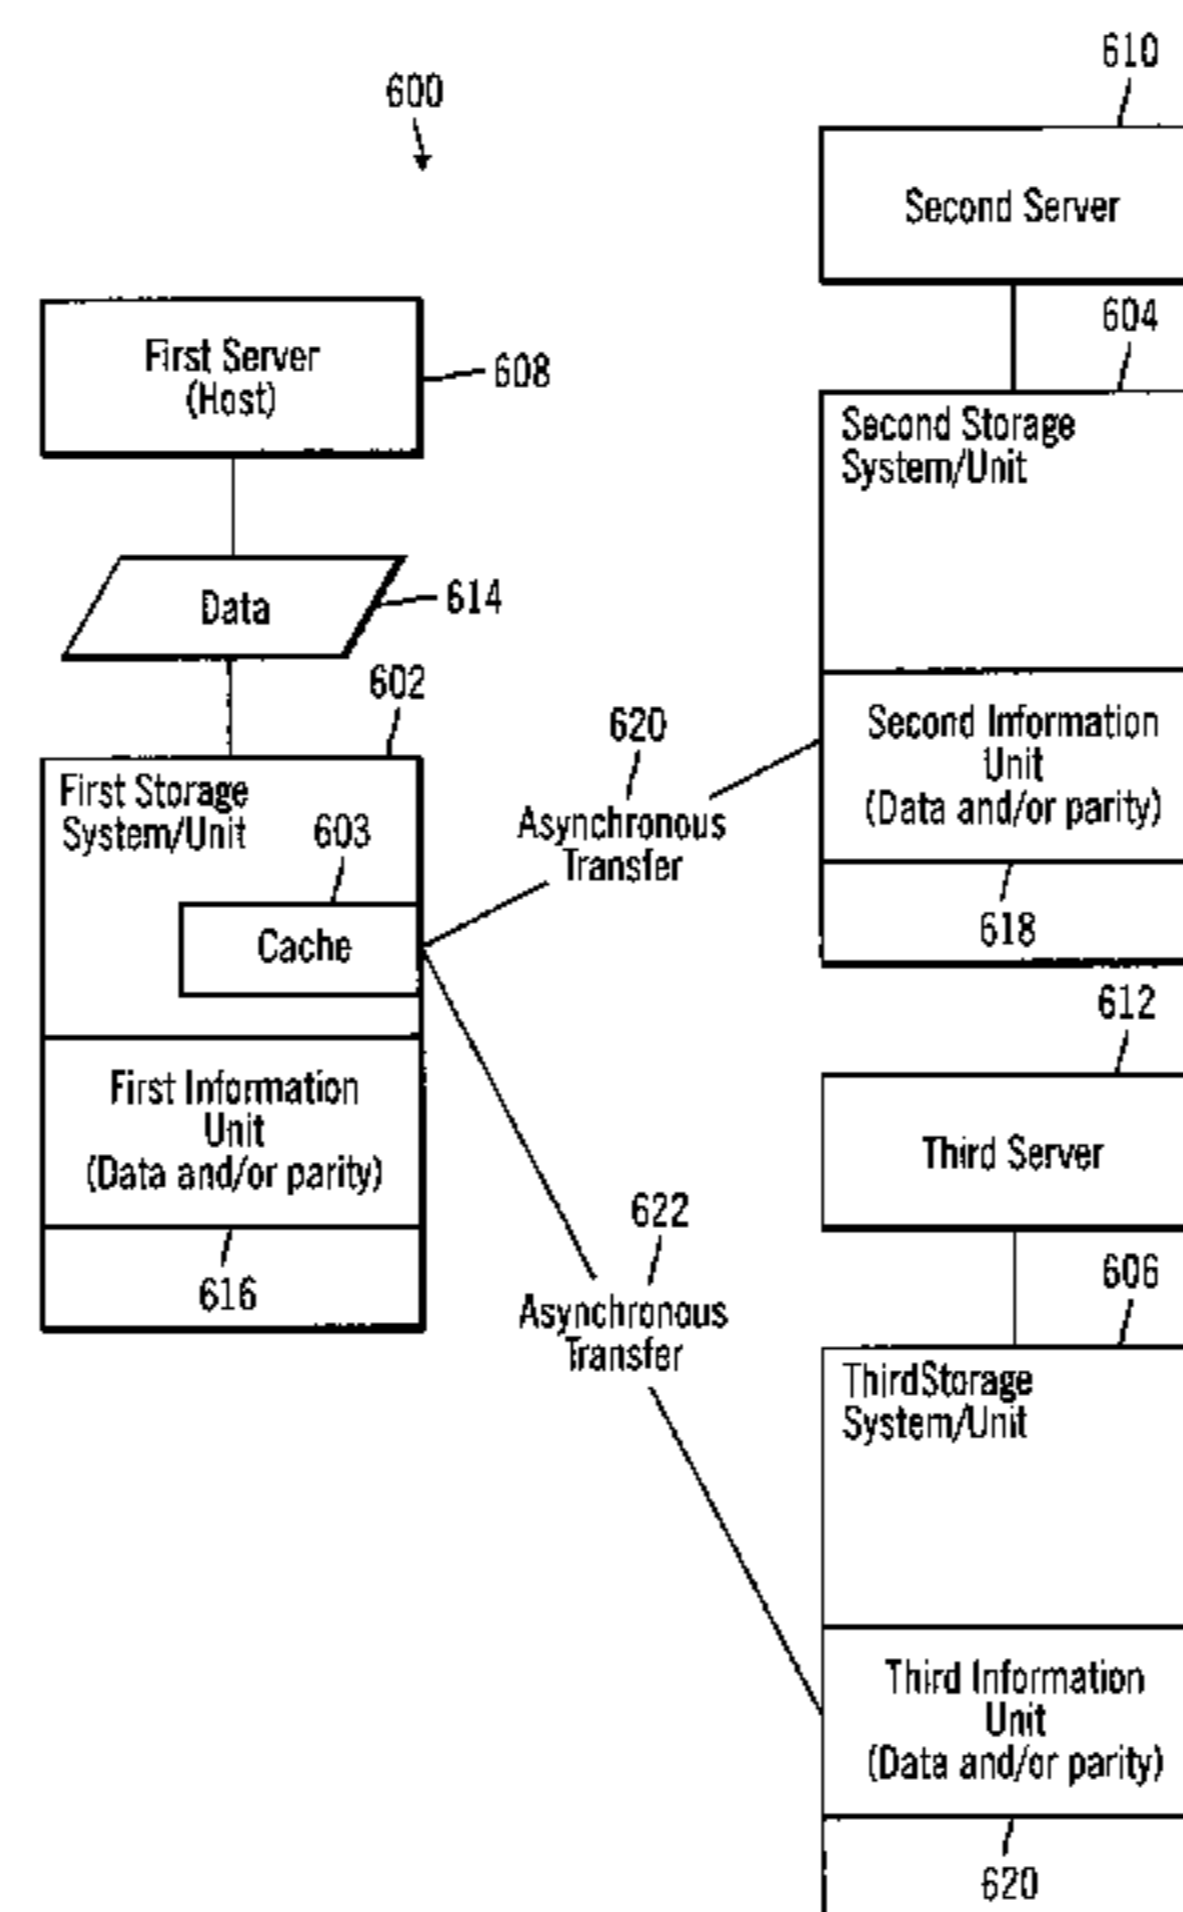 600
First Server
(Host)
608
Data
614
602
First Storage
System/Unit
603
Cache
First Information
Unit
(Data and/or parity)
616
620
Asynchronous
Transfer
622
Asynchronous
Transfer
610
Second Server
604
Second Storage
System/Unit
Second Information
Unit
(Data and/or parity)
618
612
Third Server
606
ThirdStorage
System/Unit
Third Information
Unit
(Data and/or parity)
620